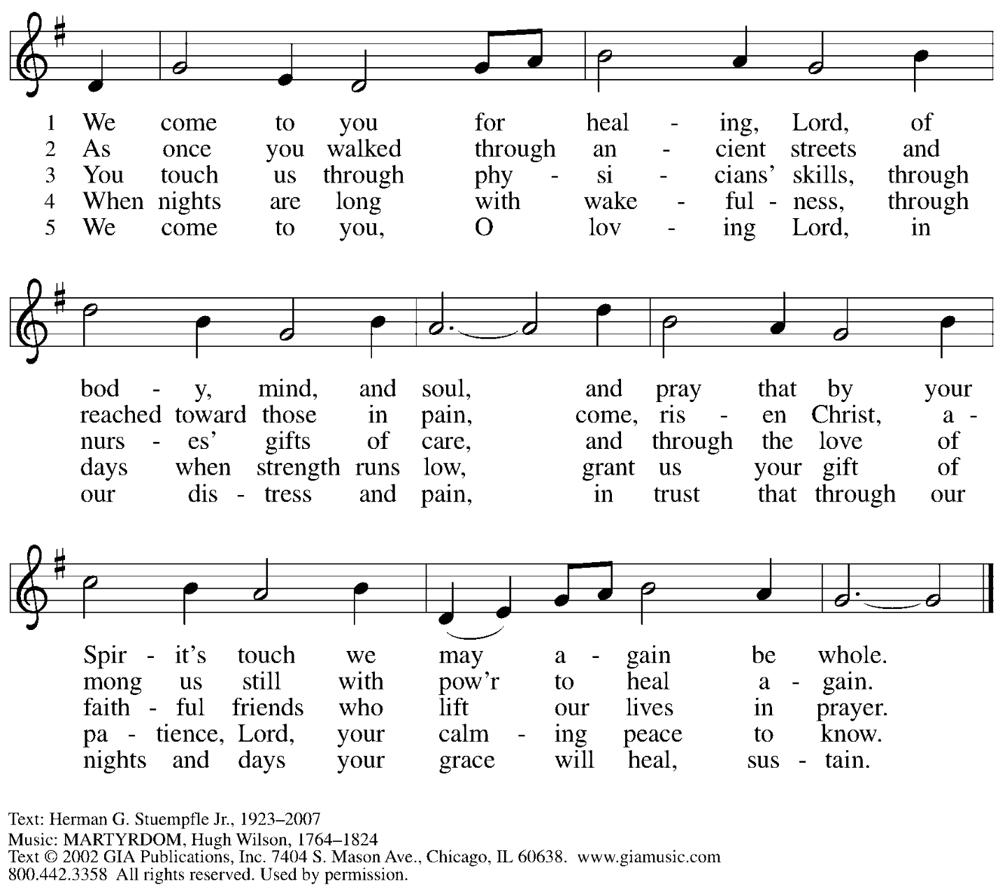 1 We come to you for heal - ing, Lord, of
2 As once you walked through an - cient streets and
3 You touch us through phy - si - cians’ skills, through
4 When nights are long with wake - ful - ness, through
5 We come to you, O lov - ing Lord, in
bod - y, mind, and soul, and pray that by your
reached toward those in pain, come, ris - en Christ, a -
nurs - es’ gifts of care, and through the love of
days when strength runs low, grant us your gift of
our dis - tress and pain, in trust that through our
Spir - it's touch we may a - gain be whole.
mong us still with pow’r to heal a - gain.
faith - ful friends who lift our lives in prayer.
pa - tience, Lord, your calm - ing peace to know.
nights and days your grace will heal, sus - tain.
Text: Herman G. Stuempfle Jr., 1923–2007
Music: MARTYRDOM, Hugh Wilson, 1764–1824
Text © 2002 GIA Publications, Inc. 7404 S. Mason Ave., Chicago, IL 60638. www.giamusic.com
800.442.3358 All rights reserved. Used by permission.